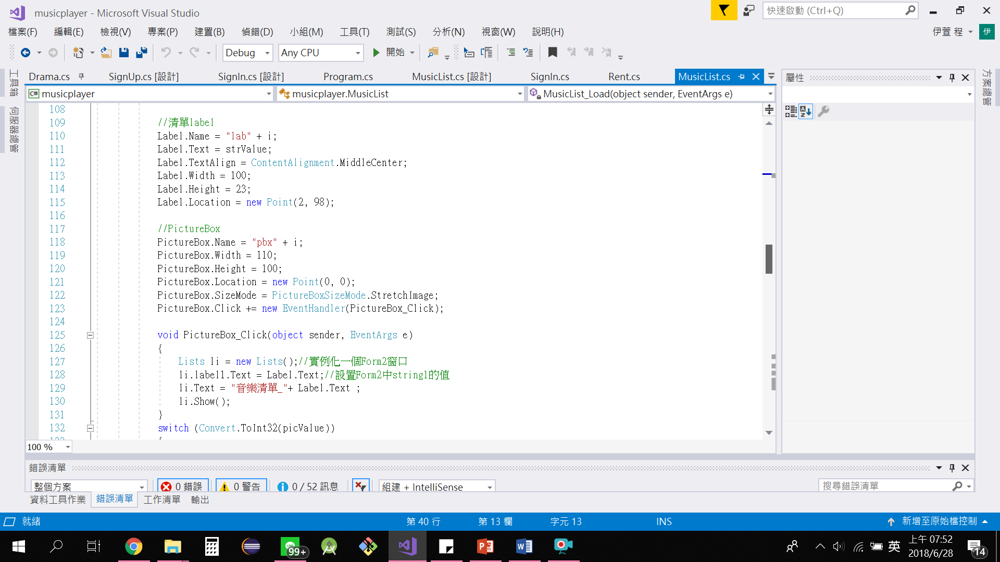 musicplayer - Microsoft Visual Studio
快速啟動 (Ctrl+Q)
檔案(F) 編輯(E) 檢視(V) 專案(P) 建置(B) 偵錯(D) 小組(M) 工具(T) 測試(S) 分析(N) 視窗(W) 說明(H)
伊萱 程
伊
Debug Any CPU 開始
工具箱
伺服器總管
Drama.cs SignUp.cs [設計] SignIn.cs [設計] Program.cs MusicList.cs [設計] SignIn.cs Rent.cs MusicList.cs
屬性
方案總管
C# musicplayer musicplayer.MusicList MusicList_Load(object sender, EventArgs e)
108
109 //清單label
110 Label.Name = "lab" + i;
111 Label.Text = strValue;
112 Label.TextAlign = ContentAlignment.MiddleCenter;
113 Label.Width = 100;
114 Label.Height = 23;
115 Label.Location = new Point(2, 98);
116
117 //PictureBox
118 PictureBox.Name = "pbx" + i;
119 PictureBox.Width = 110;
120 PictureBox.Height = 100;
121 PictureBox.Location = new Point(0, 0);
122 PictureBox.SizeMode = PictureBoxSizeMode.StretchImage;
123 PictureBox.Click += new EventHandler(PictureBox_Click);
124
125 void PictureBox_Click(object sender, EventArgs e)
126 {
127 Lists li = new Lists();//實例化一個Form2窗口
128 li.label1.Text = Label.Text;//設置Form2中string1的值
129 li.Text = "音樂清單_"+ Label.Text ;
130 li.Show();
131 }
132 switch (Convert.ToInt32(picValue))
100 %
錯誤清單
整個方案 0 錯誤 0 警告 0 / 52 訊息 組建 + IntelliSense 搜尋錯誤清單
資料工具作業 錯誤清單 工作清單 輸出
就緒 第 40 行 第 13 欄 字元 13 INS 新增至原始檔控制
99+
英
上午 07:52
2018/6/28
14